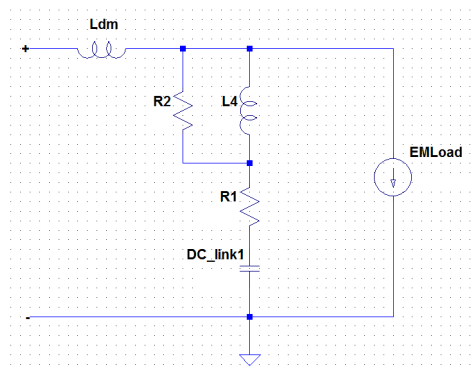 Ldm
+
R2
L4
EMLoad
R1
DC_link1
-